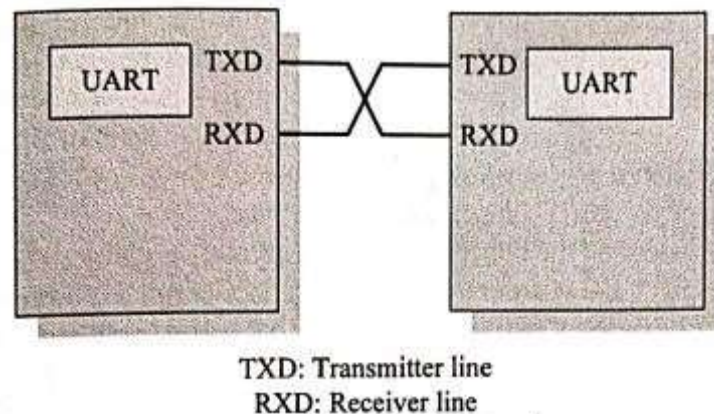 UART
TXD
RXD
TXD
RXD
UART
TXD: Transmitter line
RXD: Receiver line